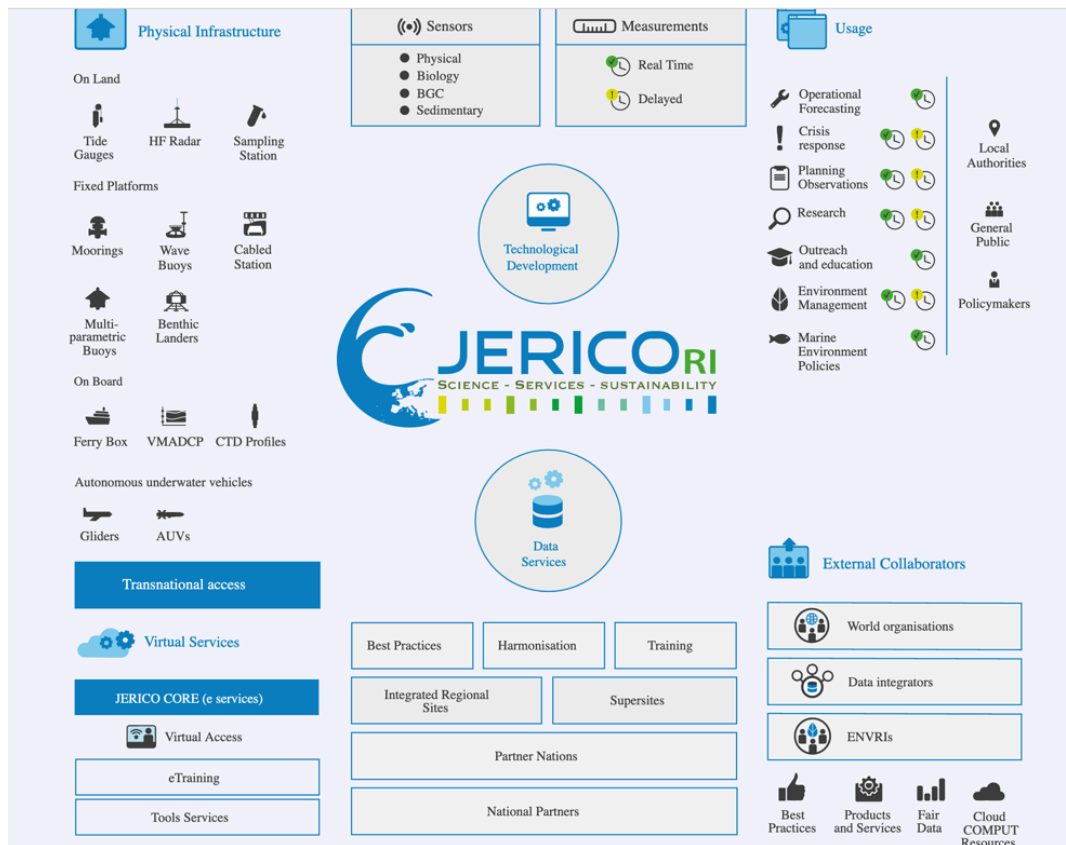 Physical Infrastructure
On Land
Tide
Gauges
HF Radar
Sampling
Station
Fixed Platforms
Moorings
Wave
Buoys
Cabled
Station
Multi-
parametric
Buoys
Benthic
Landers
On Board
Ferry Box
VMADCP
CTD Profiles
Autonomous underwater vehicles
Gliders
AUVs
Transnational access
Virtual Services
JERICO CORE (e services)
Virtual Access
eTraining
Tools Services
Sensors
Physical
Biology
BGC
Sedimentary
Measurements
Real Time
Delayed
Technological
Development
JERICO RI
SCIENCE - SERVICES - SUSTAINABILITY
Data
Services
Best Practices
Harmonisation
Training
Integrated Regional
Sites
Supersites
Partner Nations
National Partners
Usage
Operational
Forecasting
Crisis
response
Planning
Observations
Research
Outreach
and education
Environment
Management
Marine
Environment
Policies
Local
Authorities
General
Public
Policymakers
External Collaborators
World organisations
Data integrators
ENVRIs
Best
Practices
Products
and Services
Fair
Data
Cloud
COMPUT
Resources